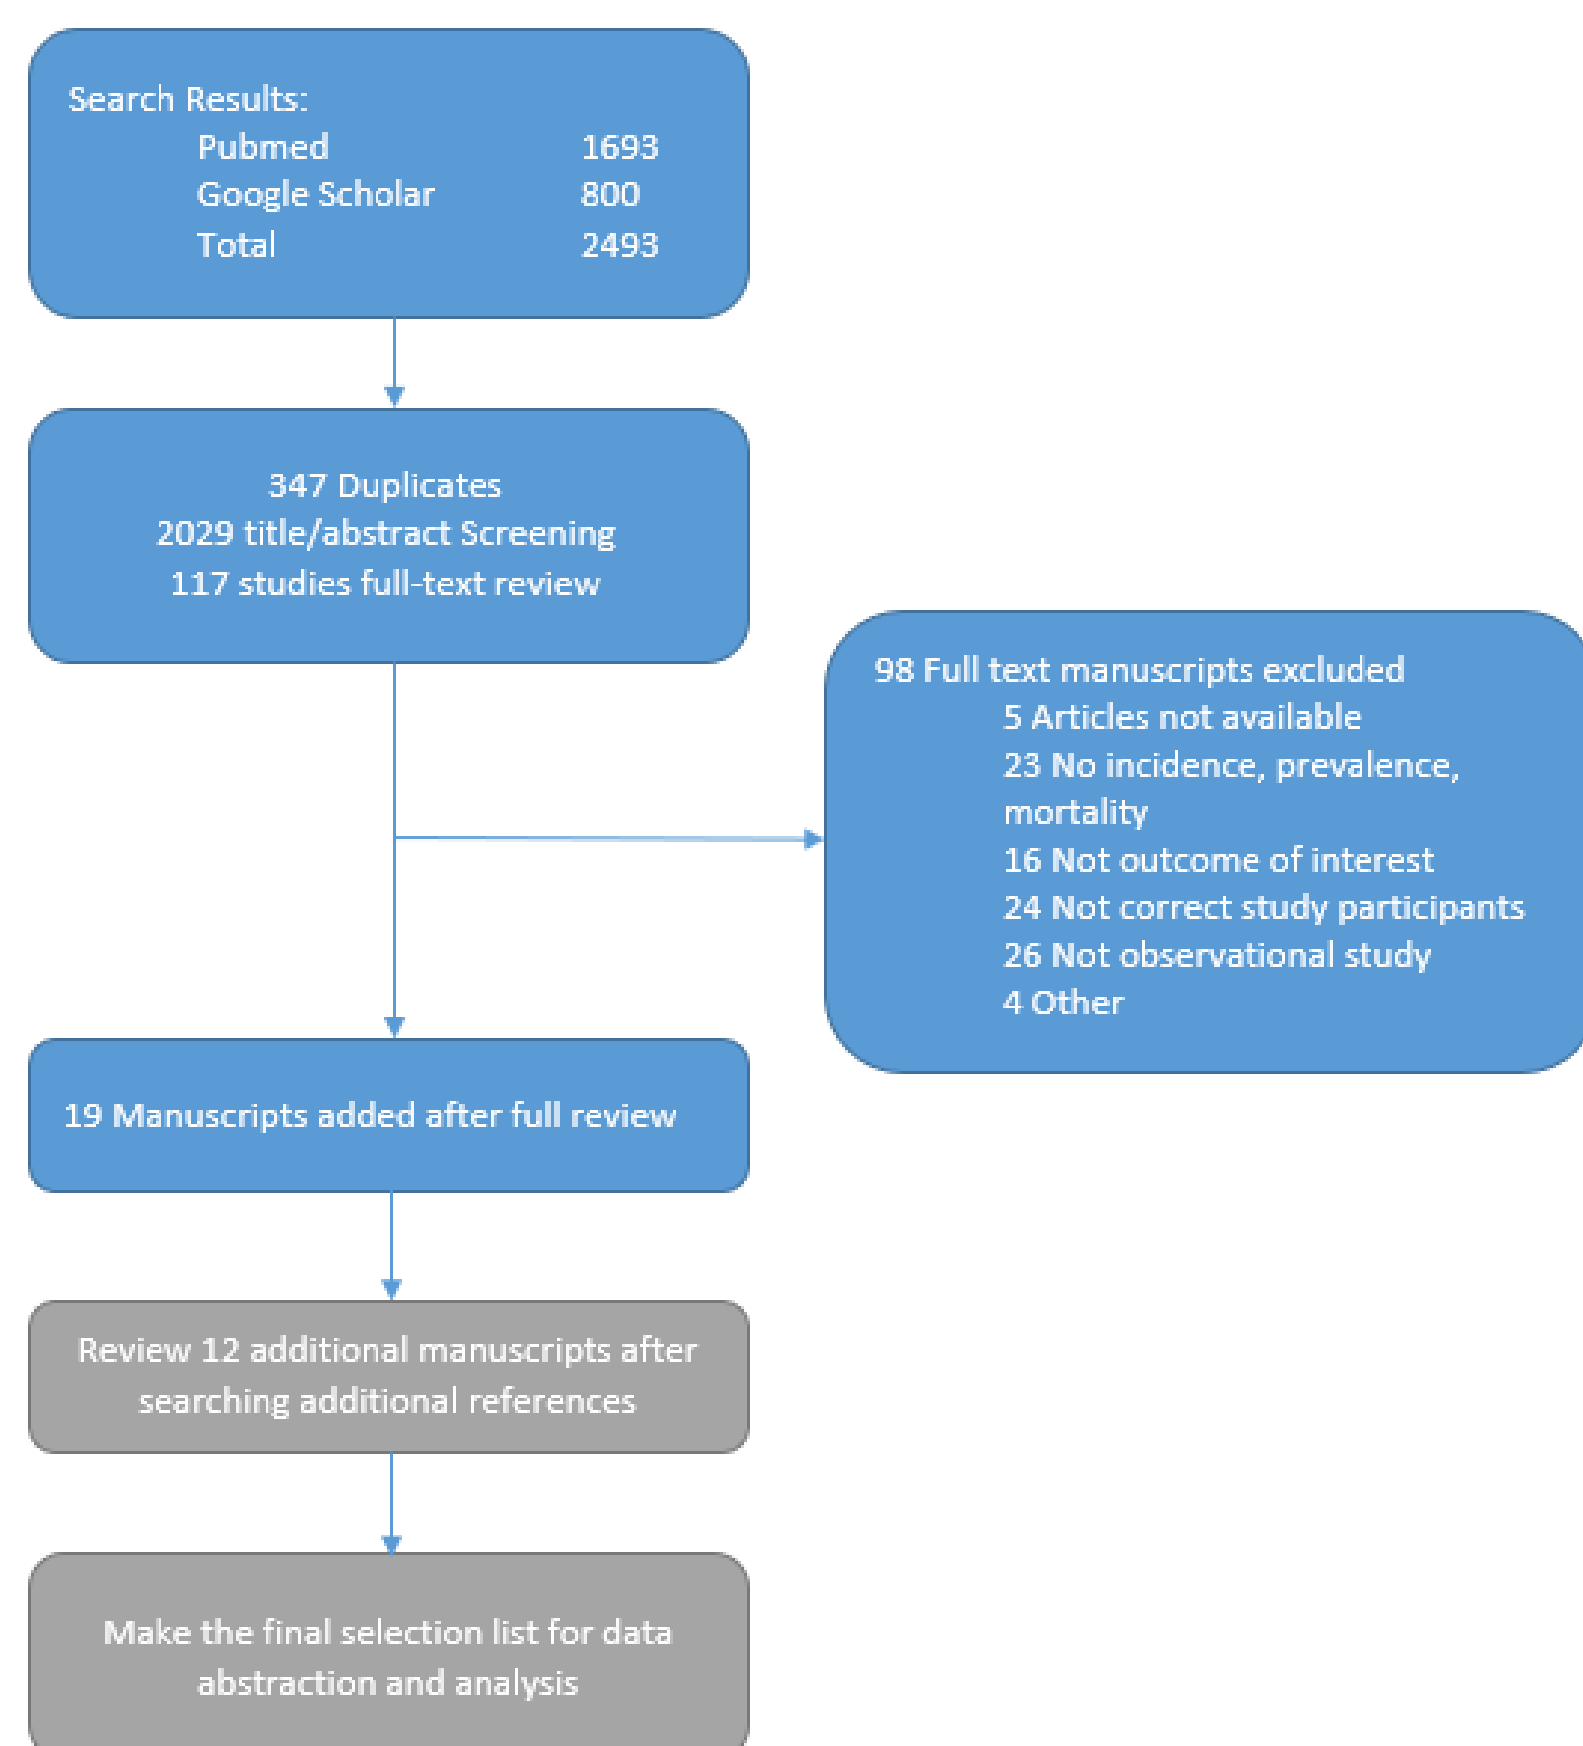 Search Results:
Pubmed 1693
Google Scholar 800
Total 2493
347 Duplicates
2029 title/abstract Screening
117 studies full-text review
98 Full text manuscripts excluded
5 Articles not available
23 No incidence, prevalence,
mortality
16 Not outcome of interest
24 Not correct study participants
26 Not observational study
4 Other
19 Manuscripts added after full review
Review 12 additional manuscripts after
searching additional references
Make the final selection list for data
abstraction and analysis